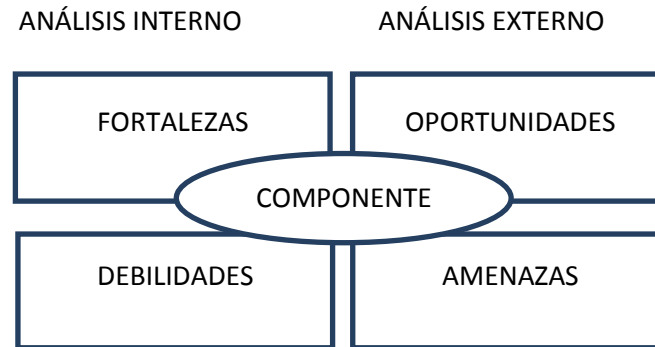 ANÁLISIS INTERNO
ANÁLISIS EXTERNO
FORTALEZAS
OPORTUNIDADES
COMPONENTE
DEBILIDADES
AMENAZAS